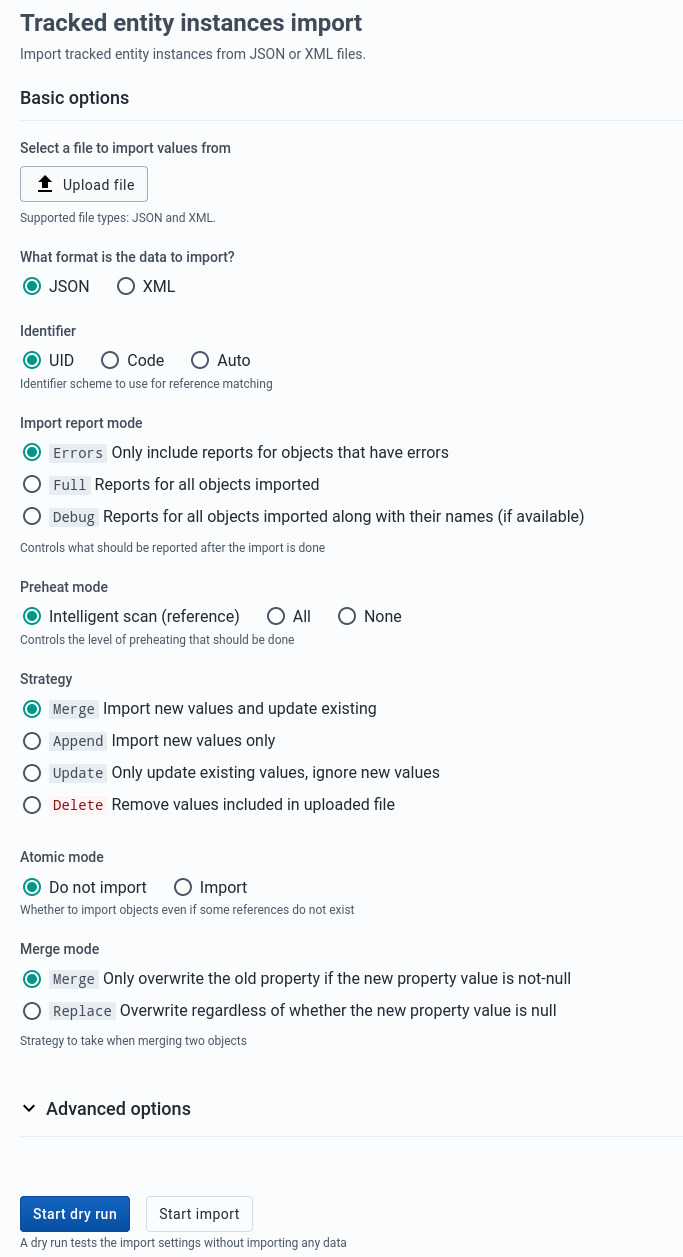 Tracked entity instances import
Import tracked entity instances from JSON or XML files.
Basic options
Select a file to import values from
Upload file
Supported file types: JSON and XML.
What format is the data to import?
JSON XML
Identifier
UID Code Auto
Identifier scheme to use for reference matching
Import report mode
Errors Only include reports for objects that have errors
Full Reports for all objects imported
Debug Reports for all objects imported along with their names (if available)
Controls what should be reported after the import is done
Preheat mode
Intelligent scan (reference) All None
Controls the level of preheating that should be done
Strategy
Merge Import new values and update existing
Append Import new values only
Update Only update existing values, ignore new values
Delete Remove values included in uploaded file
Atomic mode
Do not import Import
Whether to import objects even if some references do not exist
Merge mode
Merge Only overwrite the old property if the new property value is not-null
Replace Overwrite regardless of whether the new property value is null
Strategy to take when merging two objects
Advanced options
Start dry run Start import
A dry run tests the import settings without importing any data